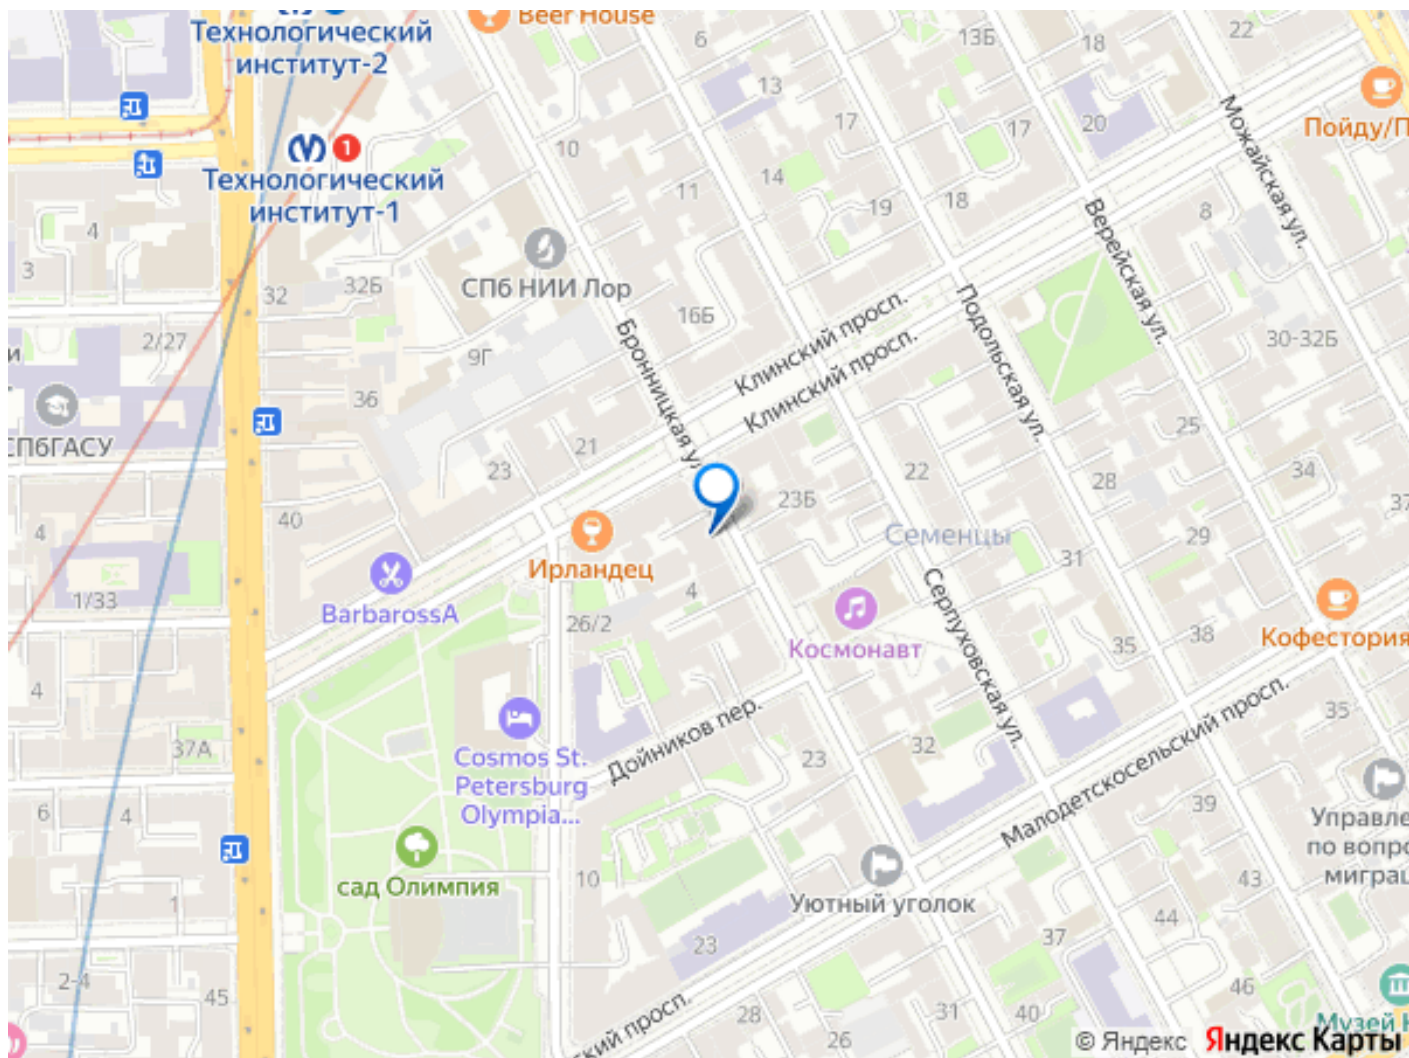 Beer House
Технологический
институт-2
6
13Б
18
22
13
Пойду/П
10
17
17
20
Можайская ул.
1
Технологический
институт-1
11
14
19
18
Верейская ул.
8
4
3
СПб НИИ Лор
32
32Б
16Б
Бронницкая у
Клинский просп.
Клинский просп.
Подольская ул.
30-32Б
2/27
и
9Г
36
СПбГАСУ
21
23
22
25
34
28
23Б
37
40
4
Семенцы
29
Ирландец
31
1/33
BarbarossA
4
26/2
Космонавт
Серпуховская ул.
35
38
Кофестория
4
37А
Cosmos St.
Petersburg
Olympia...
Дойников пер.
23
32
Малодетскосельский просп.
35
6
4
39
Управле
по вопро
миграц
сад Олимпия
10
Уютный уголок
43
1
44
23
37
2-4
45
46
кий просп.
28
26
31
40
Музей
© Яндекс
Яндекс Карты